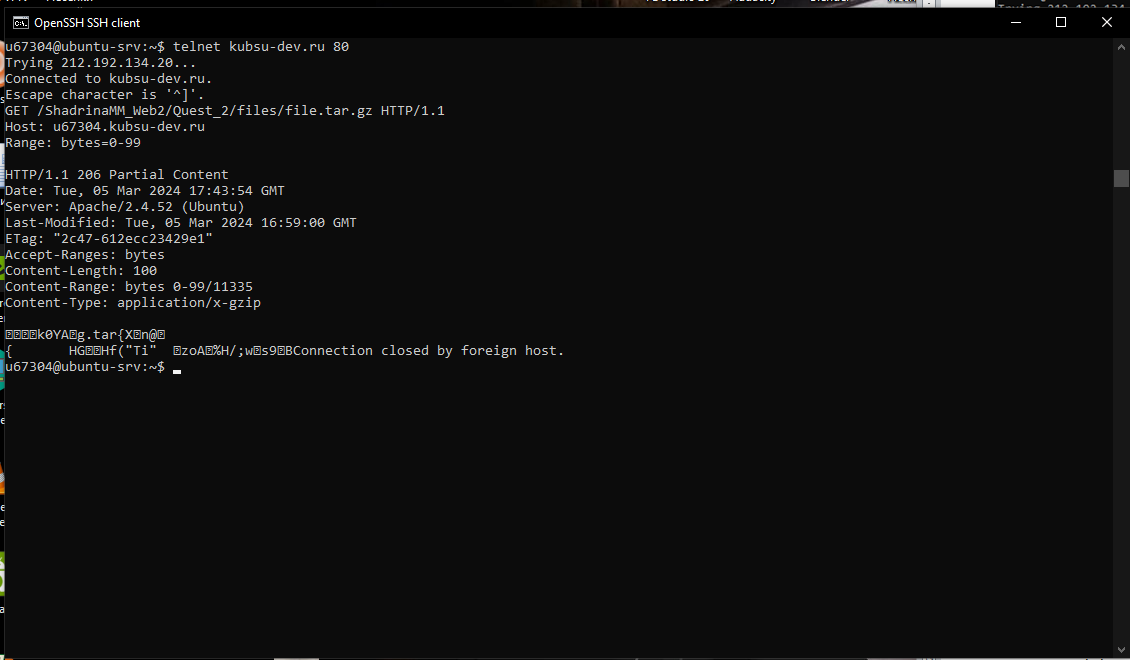 OpenSSH SSH client
u67304@ubuntu-srv:~$ telnet kubsu-dev.ru 80
Trying 212.192.134.20...
Connected to kubsu-dev.ru.
Escape character is '^]'.
GET /ShadrinaMM_Web2/Quest_2/files/file.tar.gz HTTP/1.1
Host: u67304.kubsu-dev.ru
Range: bytes=0-99
HTTP/1.1 206 Partial Content
Date: Tue, 05 Mar 2024 17:43:54 GMT
Server: Apache/2.4.52 (Ubuntu)
Last-Modified: Tue, 05 Mar 2024 16:59:00 GMT
ETag: "2c47-612ecc23429e1"
Accept-Ranges: bytes
Content-Length: 100
Content-Range: bytes 0-99/11335
Content-Type: application/x-gzip
k0YA g.tar{X n@
{ HG Hf("Ti" zoA %H/;w s9 BConnection closed by foreign host.
u67304@ubuntu-srv:~$